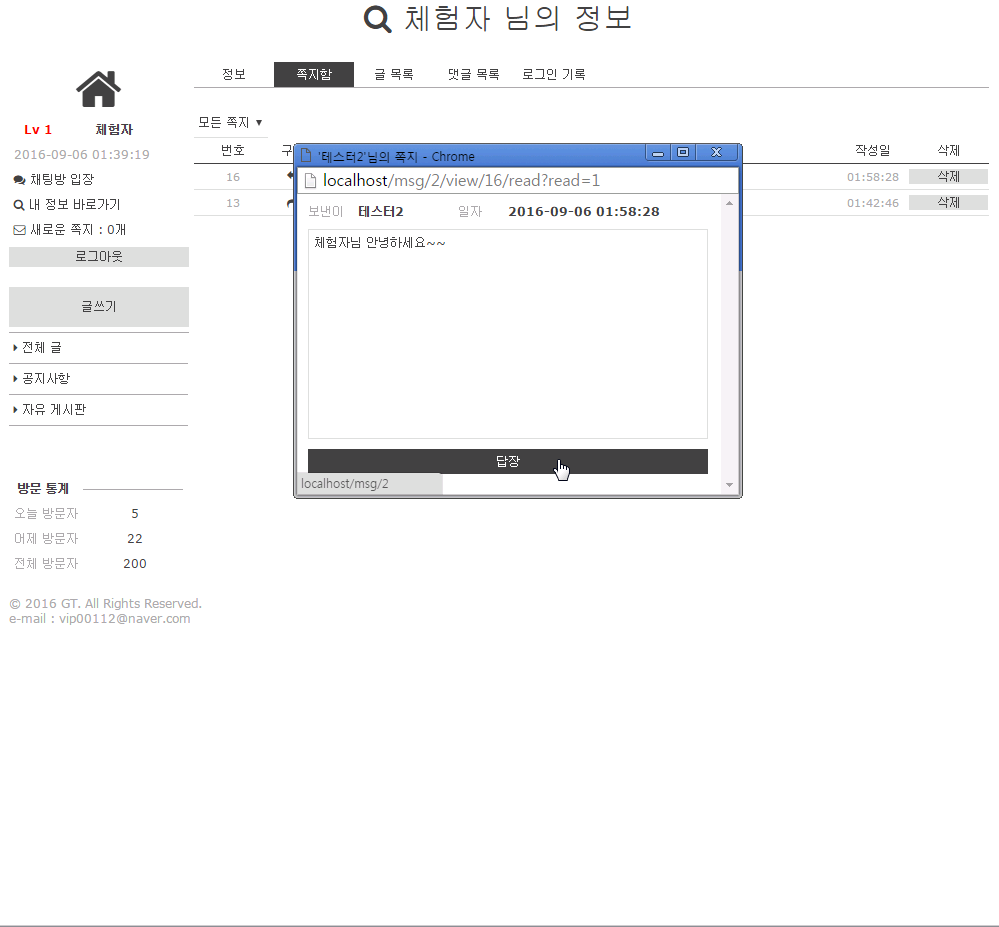 체험자 님의 정보
정보 쪽지함 글 목록 댓글 목록 로그인 기록
Lv 1 체험자
2016-09-06 01:39:19
채팅방 입장
내 정보 바로가기
새로운 쪽지 : 0개
로그아웃
글쓰기
전체 글
공지사항
자유 게시판
방문 통계
오늘 방문자 5
어제 방문자 22
전체 방문자 200
© 2016 GT. All Rights Reserved.
e-mail : vip00112@naver.com
모든 쪽지 ▼
번호 구 작성일 삭제
16 01:58:28 삭제
13 01:42:46 삭제
'테스터2'님의 쪽지 - Chrome
localhost/msg/2/view/16/read?read=1
보낸이 테스터2 일자 2016-09-06 01:58:28
체험자님 안녕하세요~~
답장
localhost/msg/2